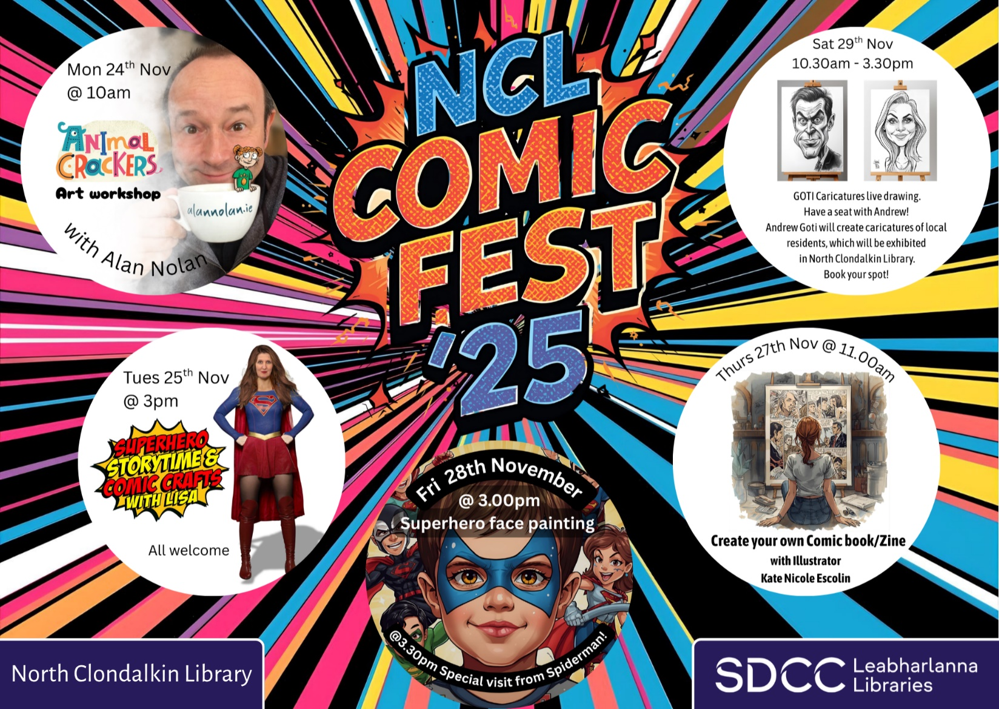 NCL
COMIC
FEST
'25
Mon 24th Nov
@ 10am
ANIMAL
CRACKERS
Art workshop
alannolan.ie
with Alan Nolan
Sat 29th Nov
10.30am - 3.30pm
GOTI Caricatures live drawing.
Have a seat with Andrew!
Andrew Goti will create caricatures of local
residents, which will be exhibited
in North Clondalkin Library.
Book your spot!
Tues 25th Nov
@ 3pm
SUPERHERO
STORYTIME &
COMIC CRAFTS
WITH LISA
All welcome
Fri 28th November
@ 3.00pm
Superhero face painting
@3.30pm Special visit from Spiderman!
Thurs 27th Nov @ 11.00am
Create your own Comic book/Zine
with Illustrator
Kate Nicole Escolin
North Clondalkin Library
SDCC
Leabharlanna
Libraries